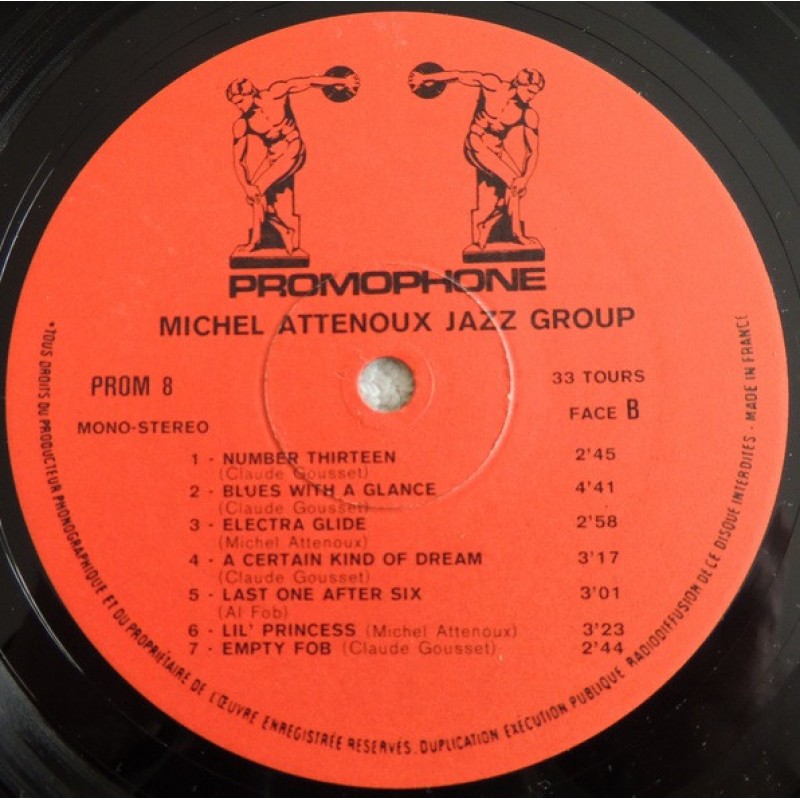 PROMOPHONE
MICHEL ATTENOUX JAZZ GROUP
PROM 8
33 TOURS
MONO-STEREO
FACE B
1 - NUMBER THIRTEEN 2'45
(Claude Gousset)
2 - BLUES WITH A GLANCE 4'41
(Claude Gousset)
3 - ELECTRA GLIDE 2'58
(Michel Attenoux)
4 - A CERTAIN KIND OF DREAM 3'17
(Claude Gousset)
5 - LAST ONE AFTER SIX 3'01
(Al Fob)
6 - LIL' PRINCESS (Michel Attenoux) 3'23
7 - EMPTY FOB (Claude Gousset) 2'44
*TOUS DROITS DU PRODUCTEUR PHONOGRAPHIQUE ET DU PROPRIÉTAIRE DE L'ŒUVRE ENREGISTRÉE RESERVÉS. DUPLICATION EXÉCUTION PUBLIQUE RADIODIFFUSION DE CE DISQUE INTERDITES - MADE IN FRANCE